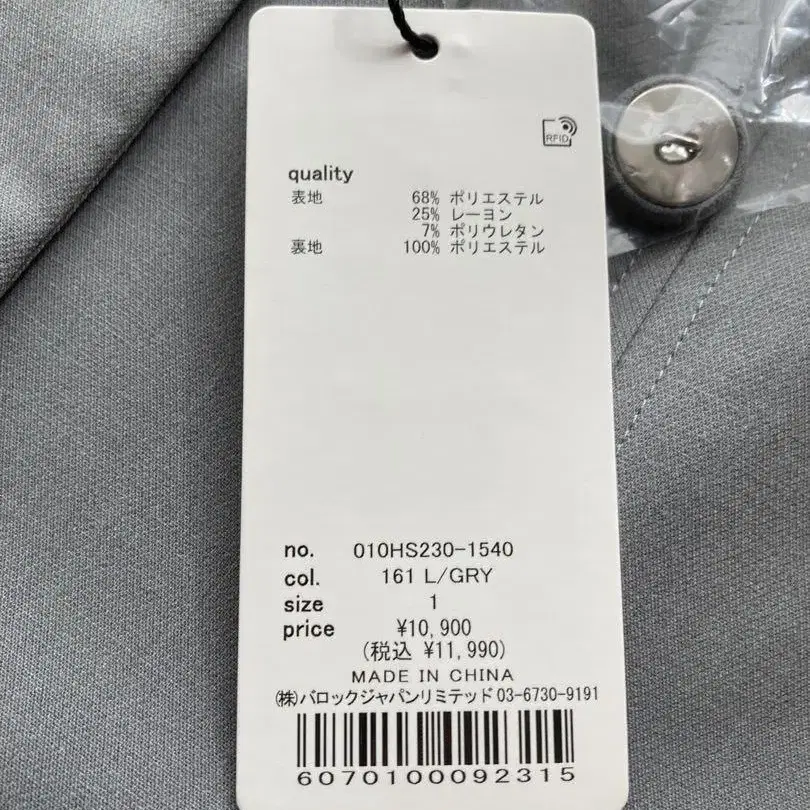 RFID
quality
表地 68% ポリエステル
25% レーヨン
7% ポリウレタン
裏地 100% ポリエステル
no. 010HS230-1540
col. 161 L/GRY
size 1
price ¥10,900
(税込 ¥11,990)
MADE IN CHINA
(株)バロックジャパンリミテッド 03-6730-9191
6070100092315